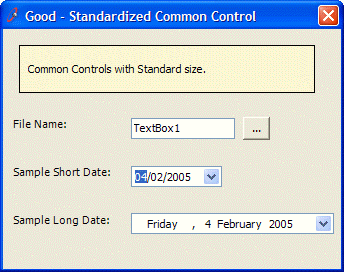 Good - Standardized Common Control
Common Controls with Standard size.
File Name: TextBox1 ...
Sample Short Date: 04/02/2005
Sample Long Date: Friday , 4 February 2005